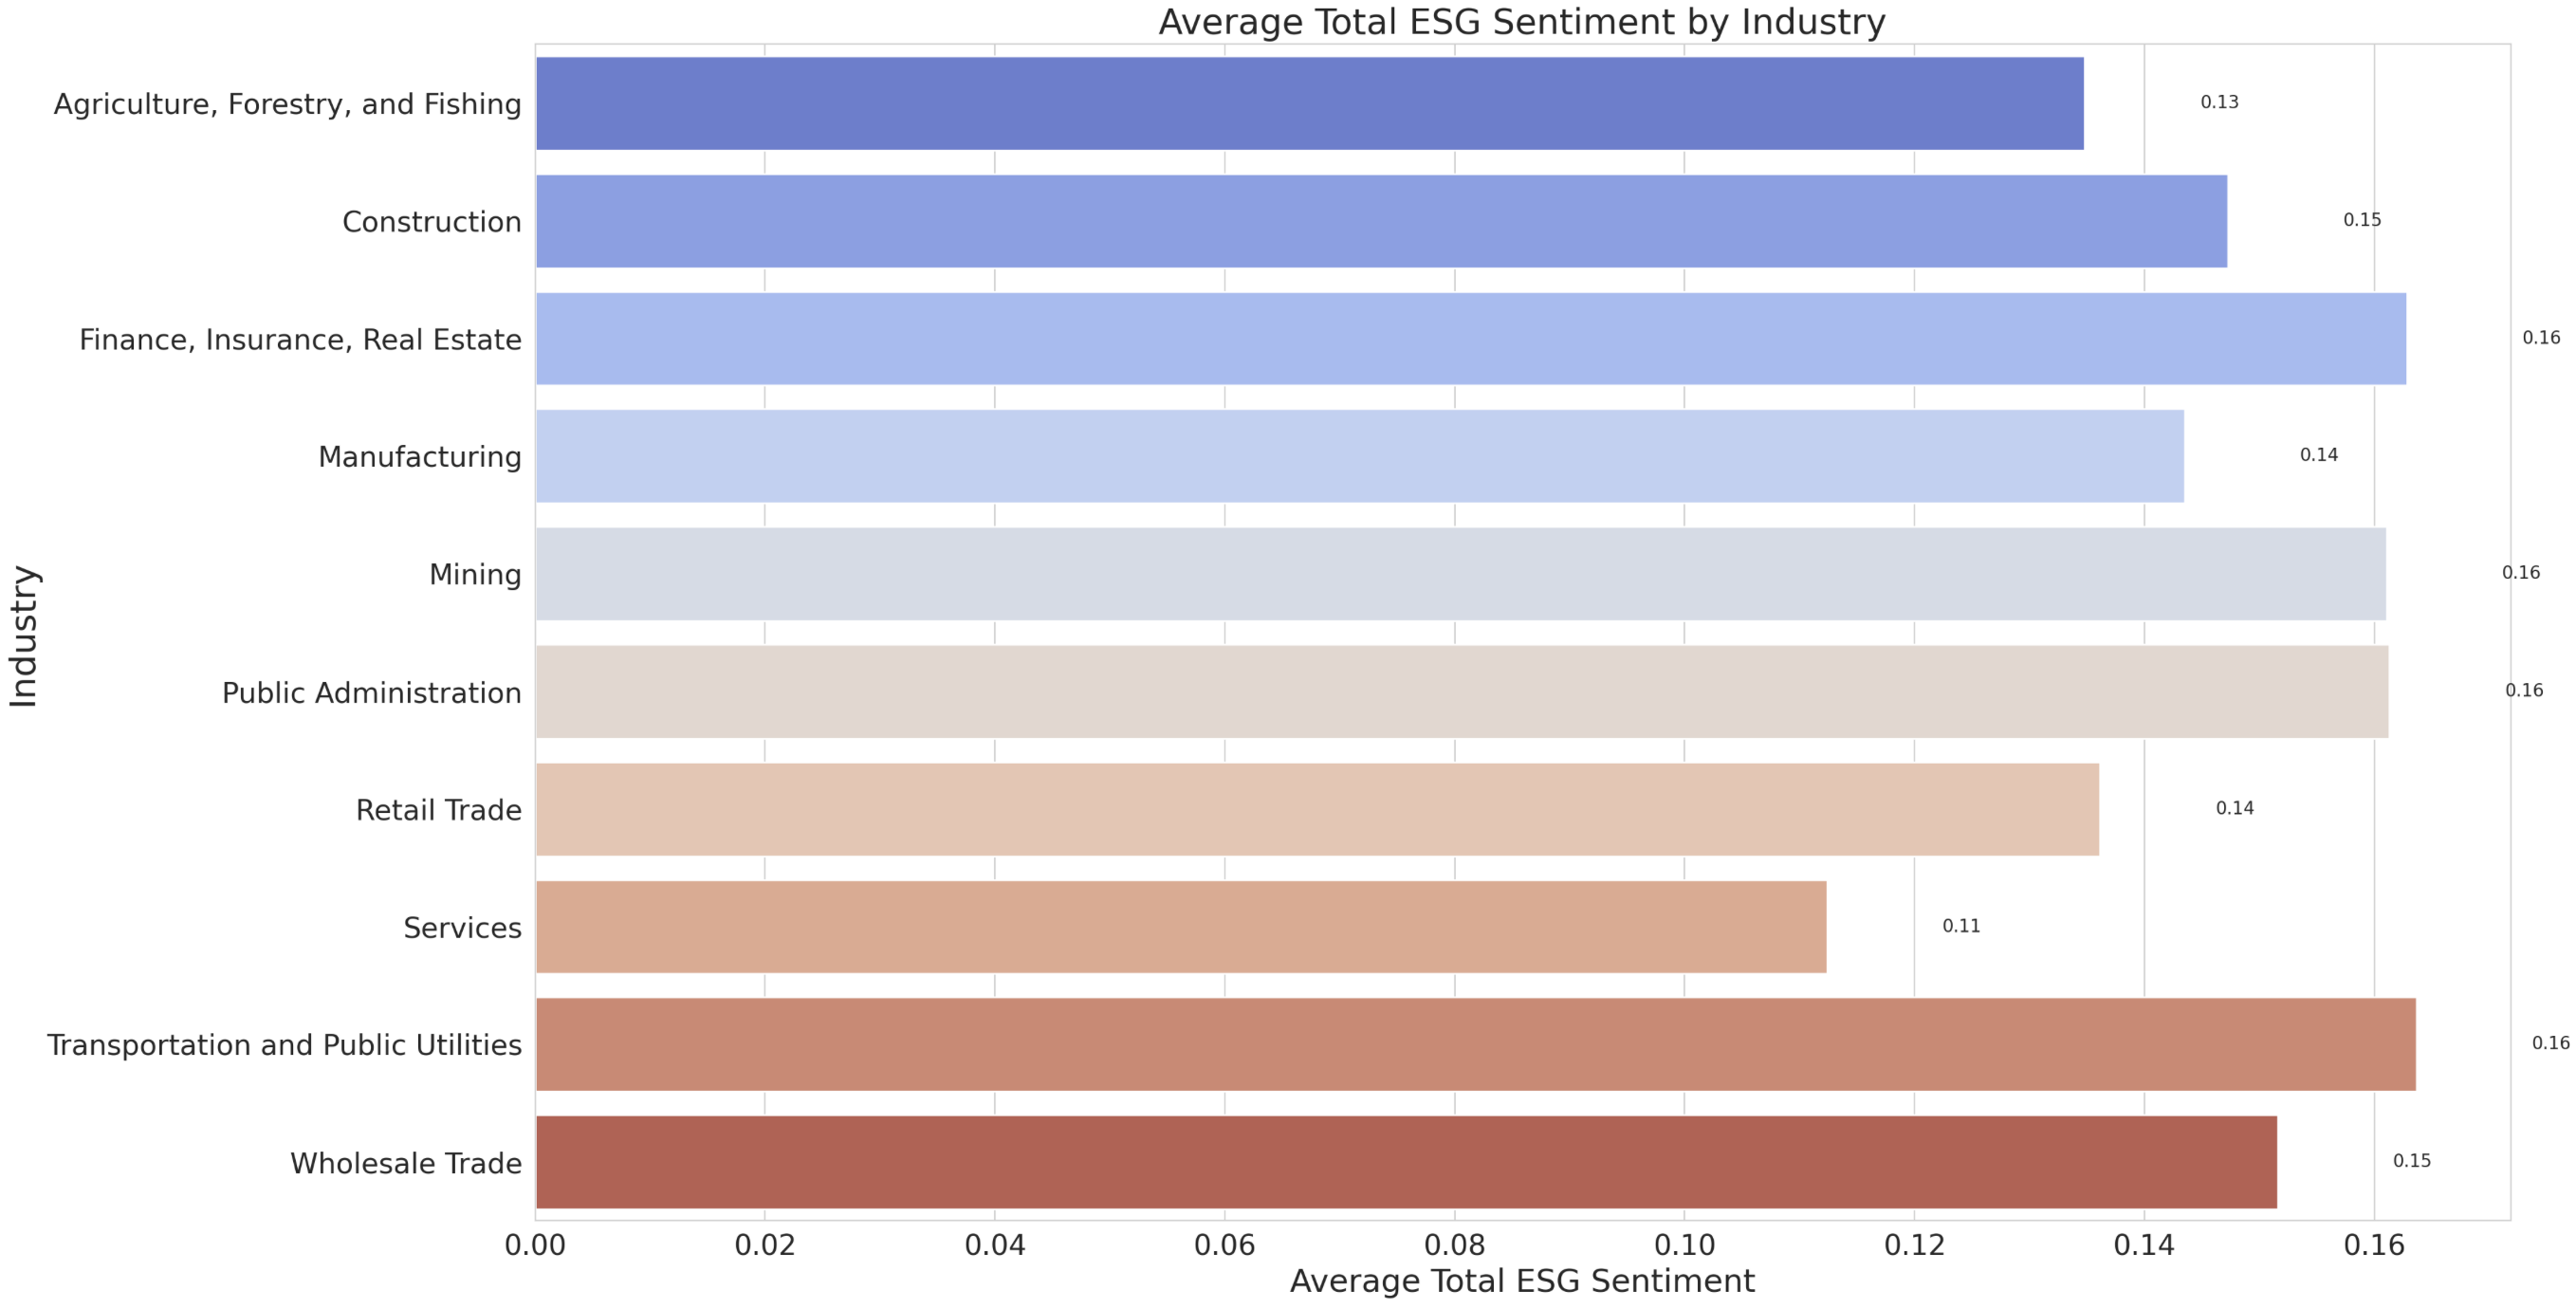 Average Total ESG Sentiment by Industry
Agriculture, Forestry, and Fishing
0.13
Construction
0.15
Finance, Insurance, Real Estate
0.16
Manufacturing
0.14
Mining
0.16
Industry
Public Administration
0.16
Retail Trade
0.14
Services
0.11
Transportation and Public Utilities
0.16
Wholesale Trade
0.15
0.00 0.02 0.04 0.06 0.08 0.10 0.12 0.14 0.16
Average Total ESG Sentiment